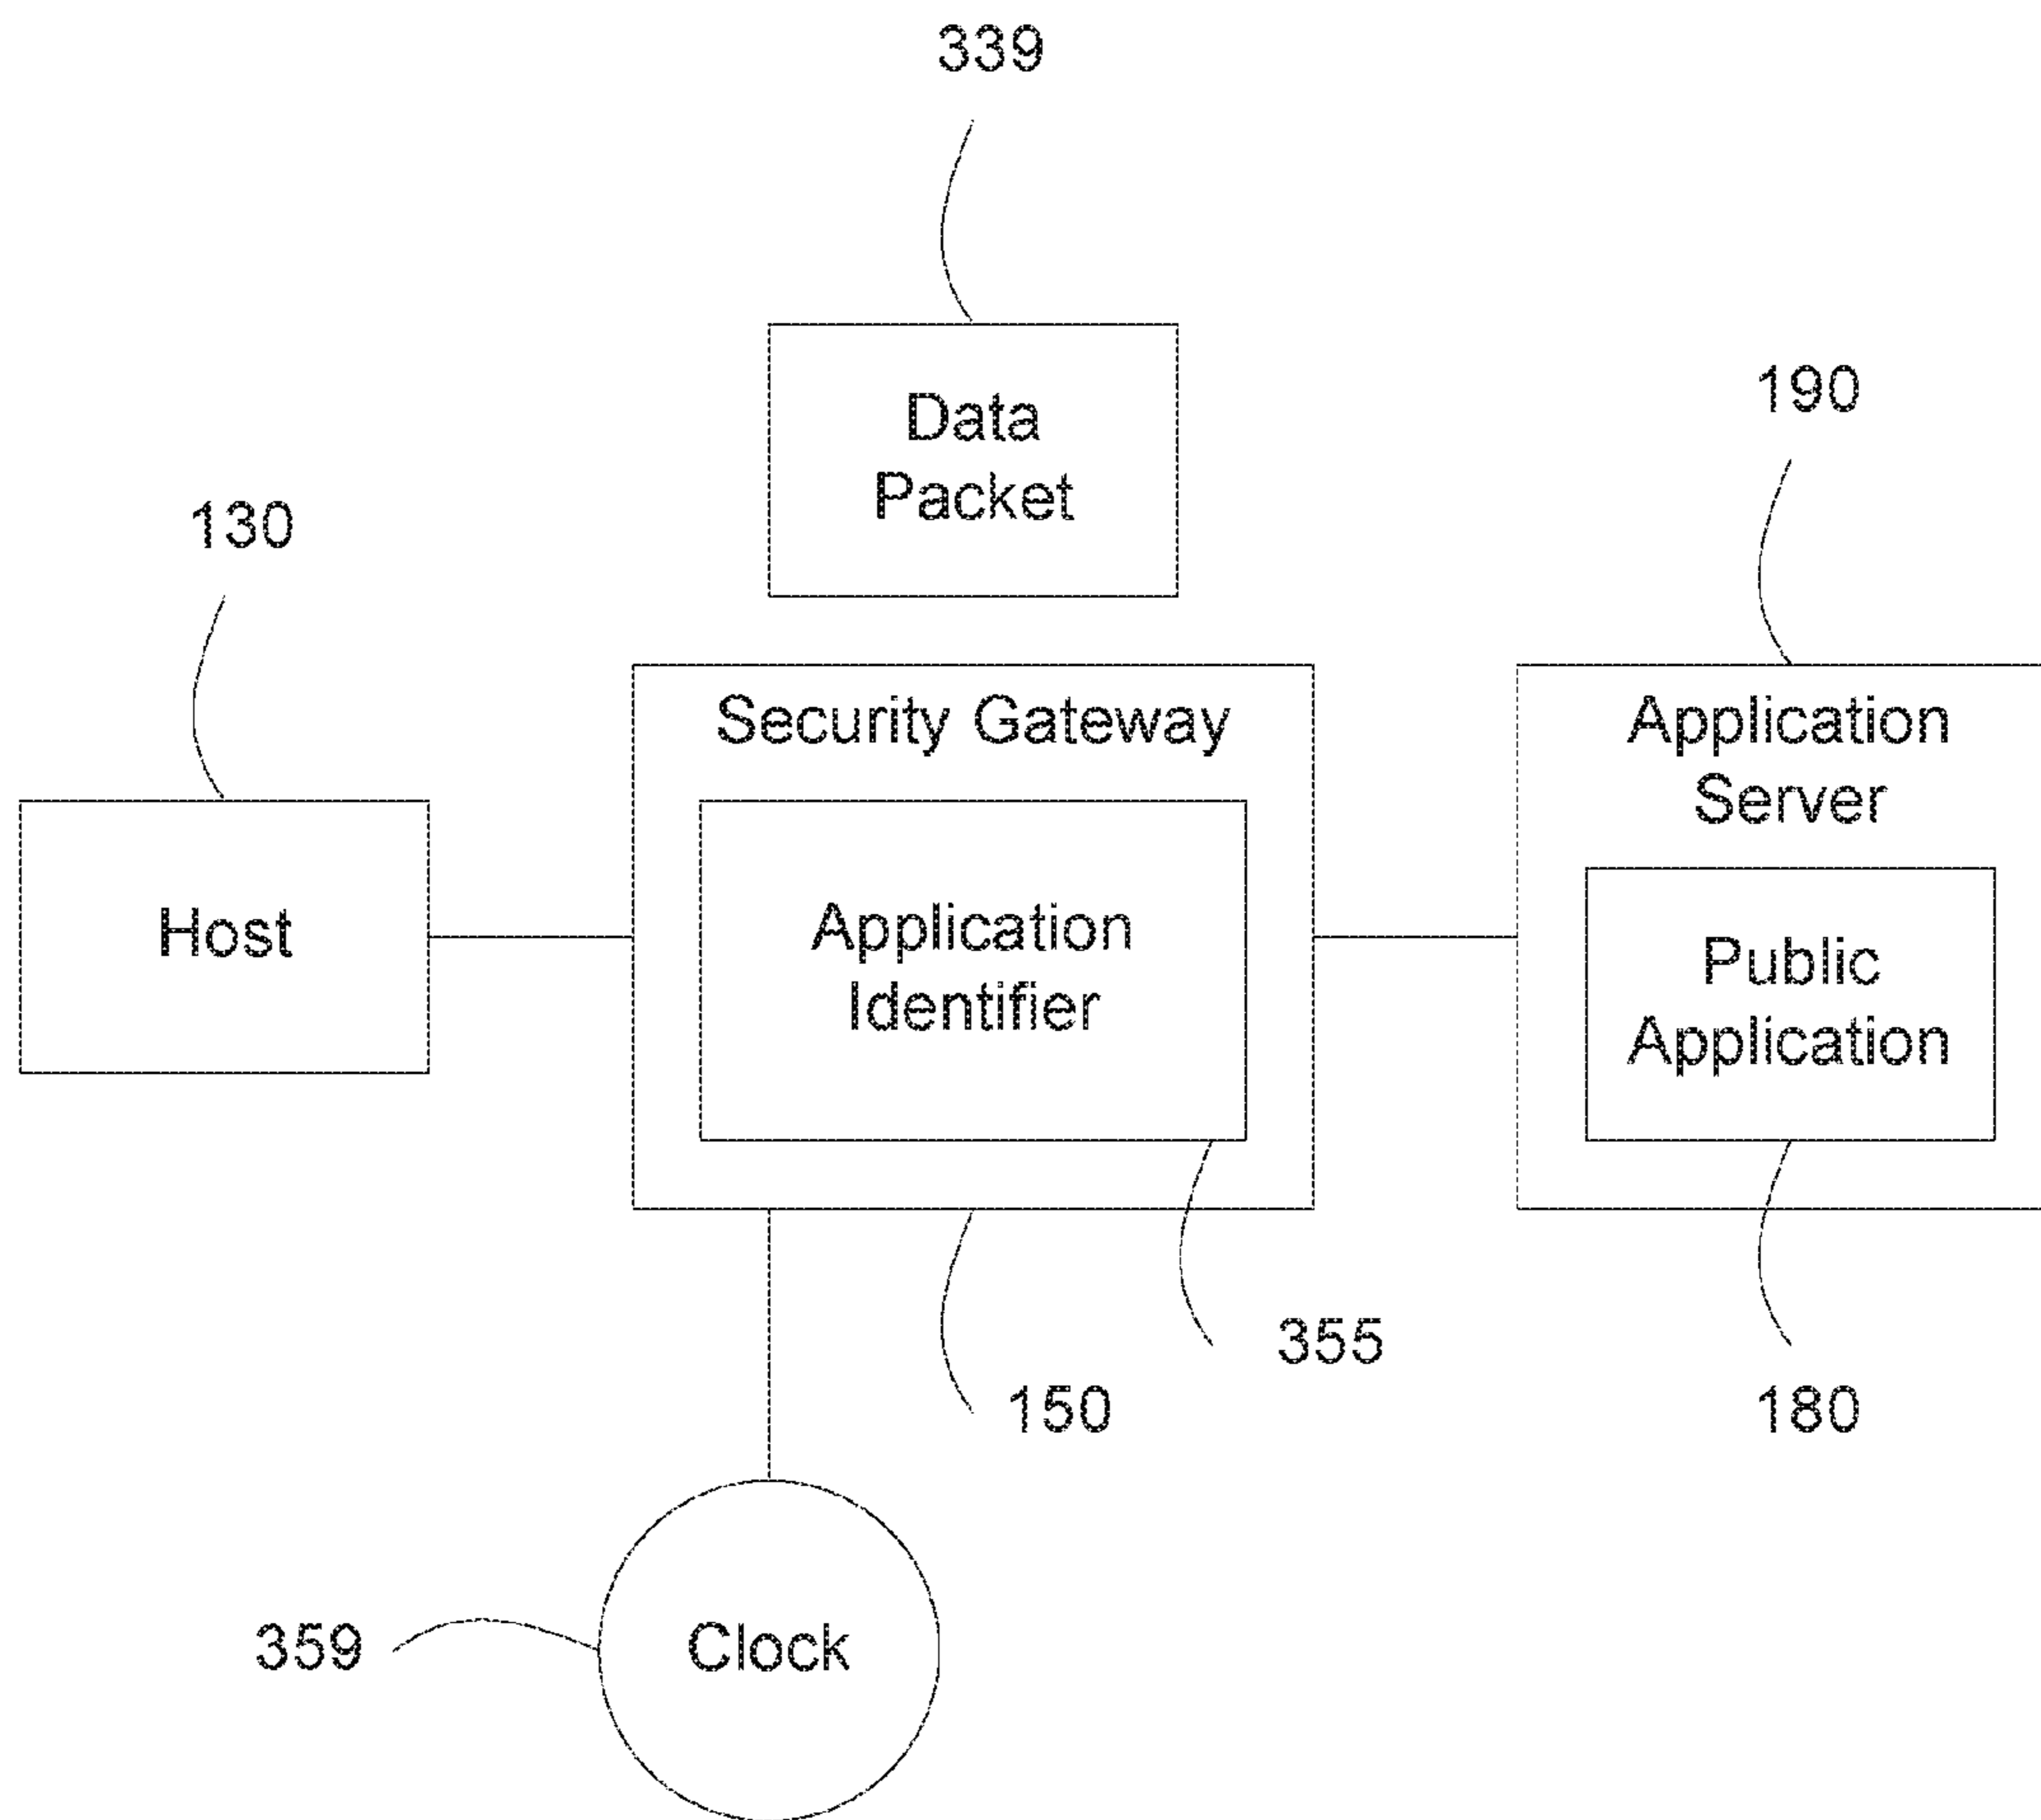 339
Data
Packet
190
130
Security Gateway
Application
Server
Host
Application
Identifier
Public
Application
355
150
180
359
Clock